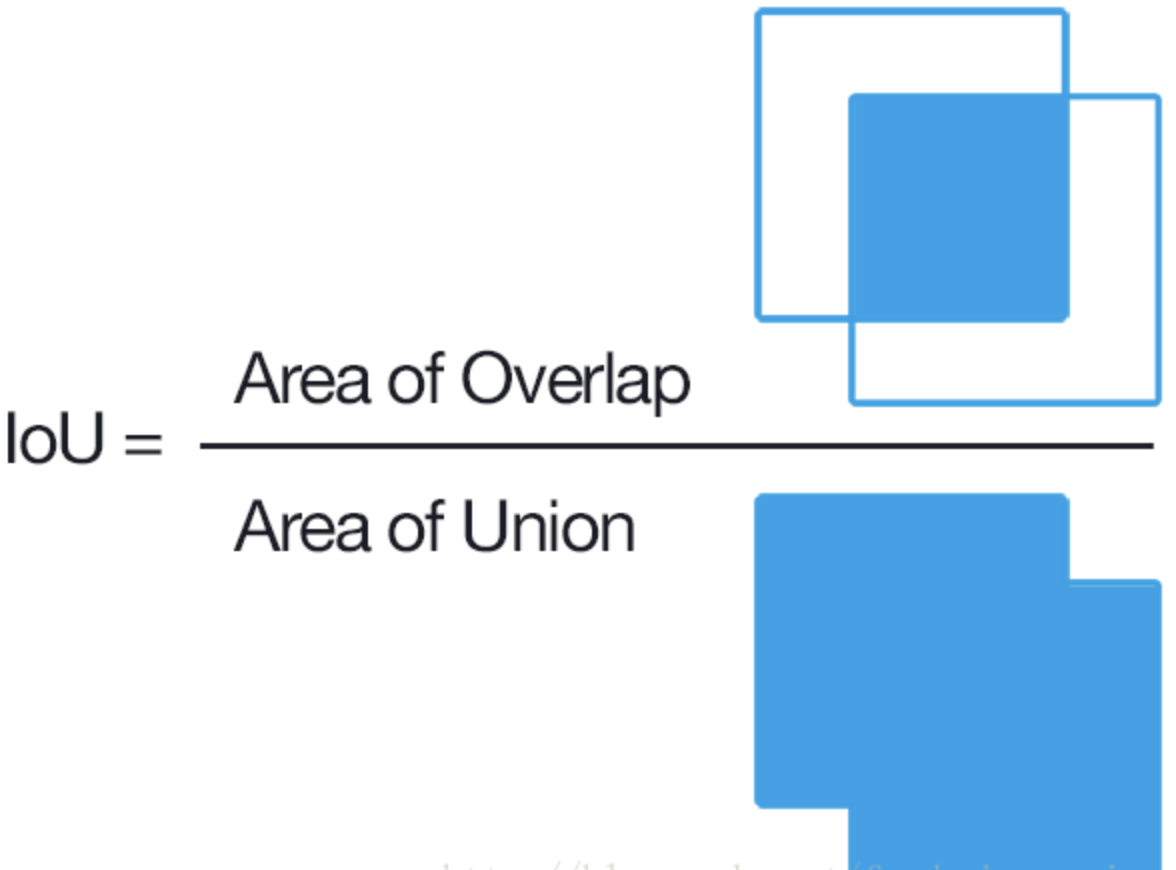 Area of Overlap
IoU =
Area of Union